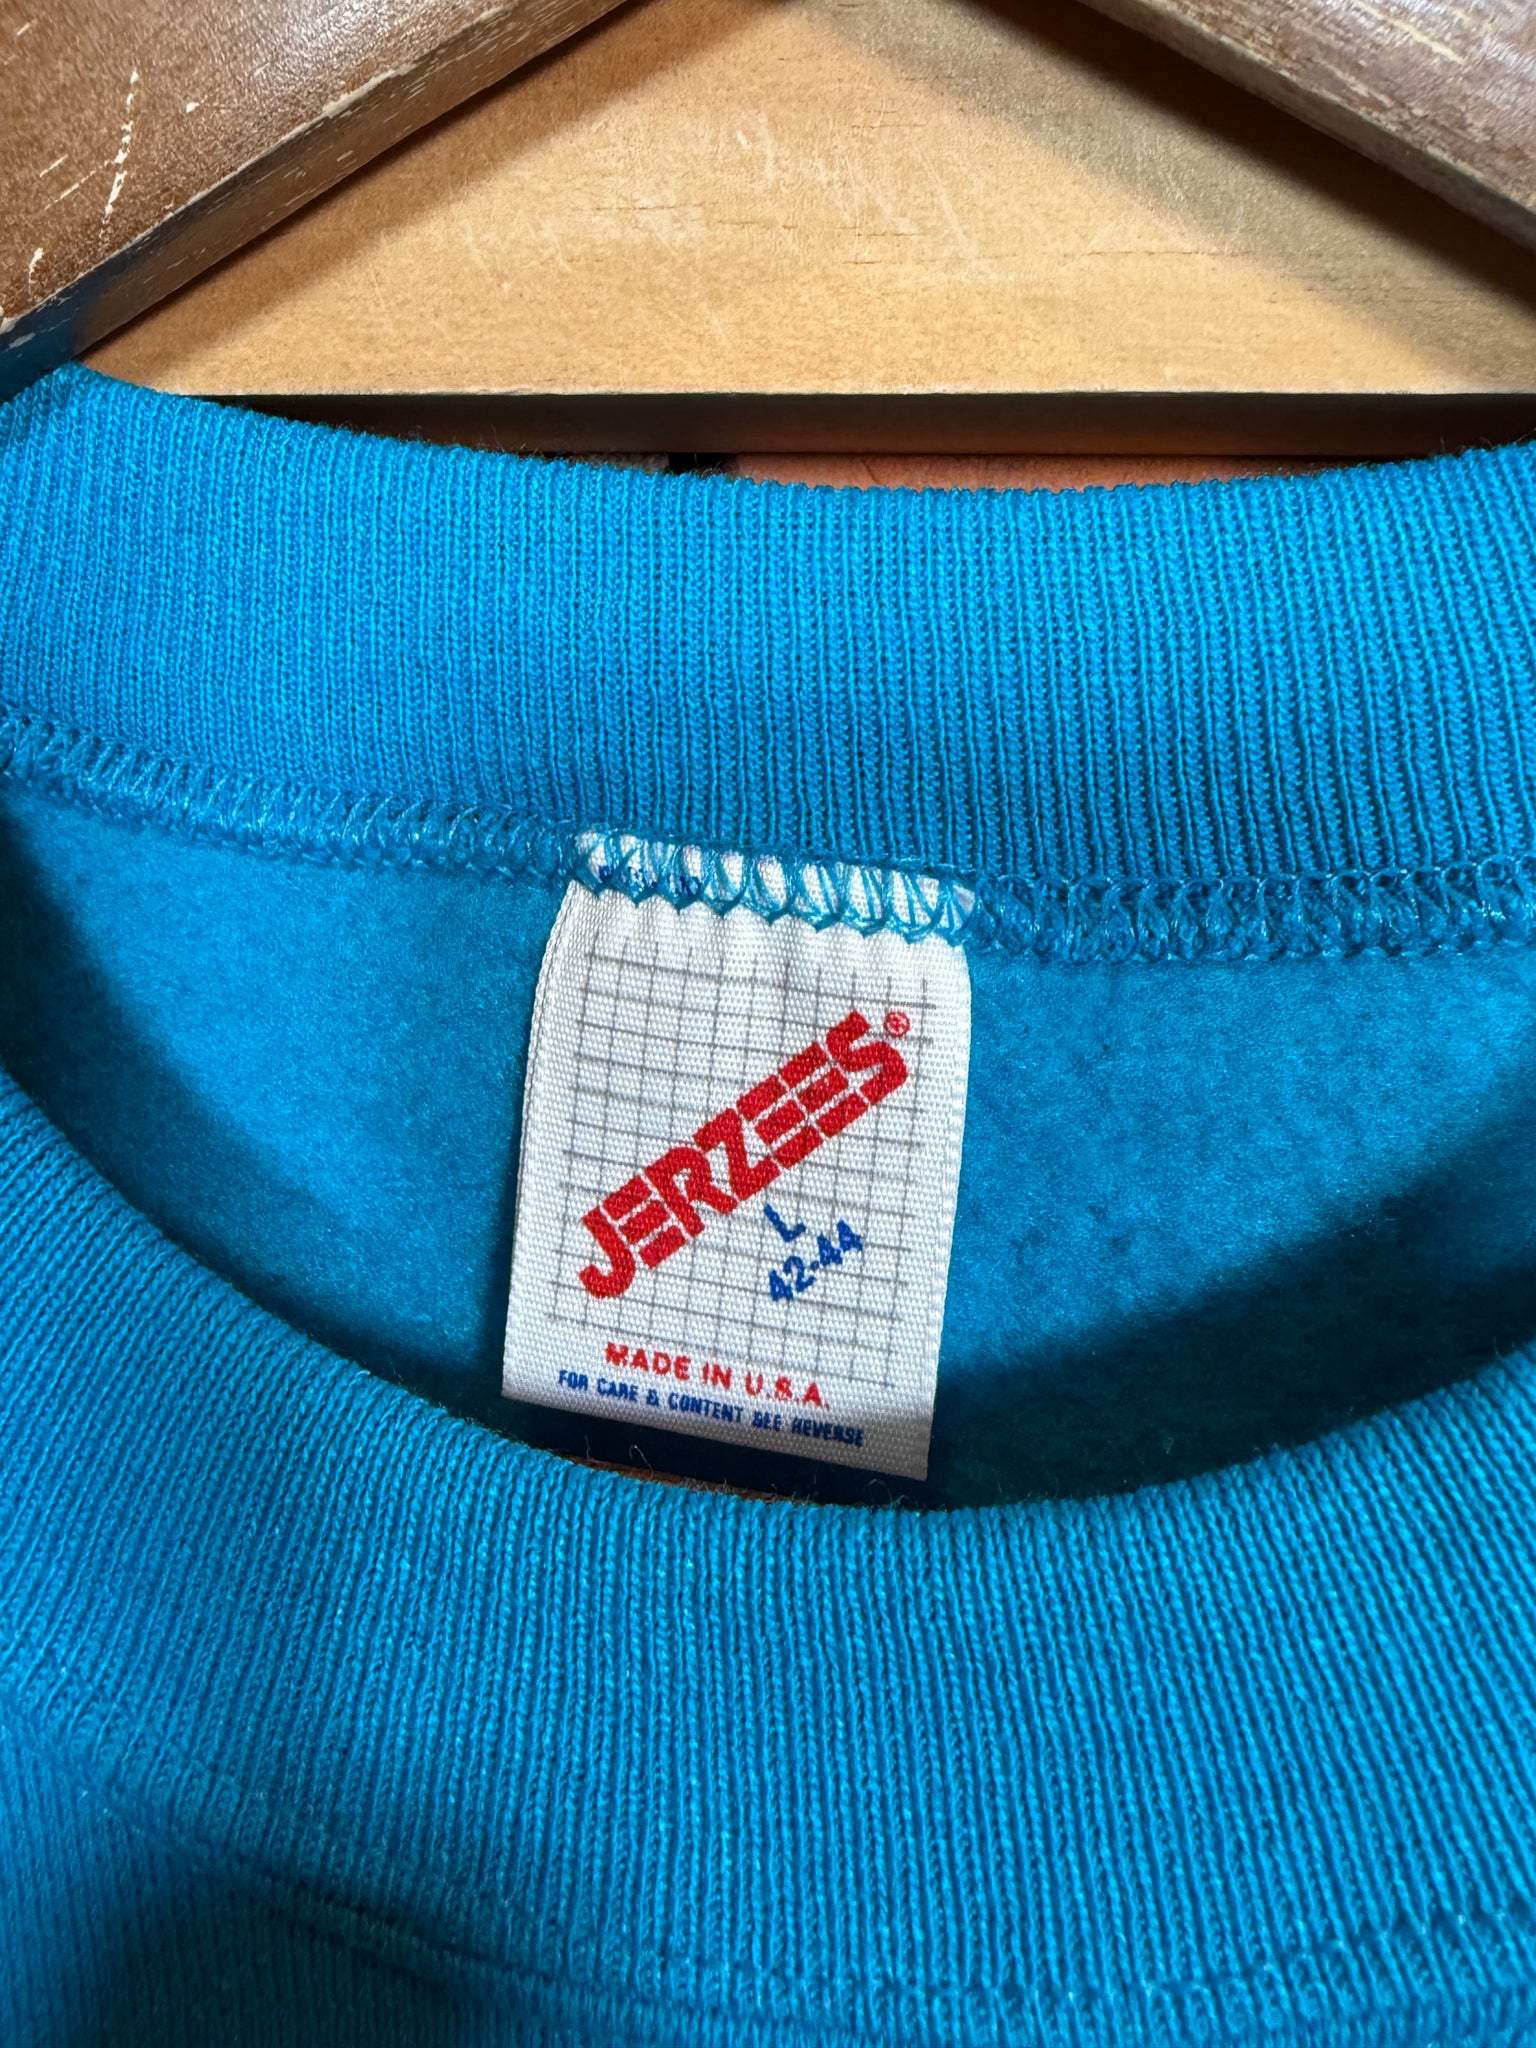 JERZEES®
L
42-44
MADE IN U.S.A.
FOR CARE & CONTENT SEE REVERSE